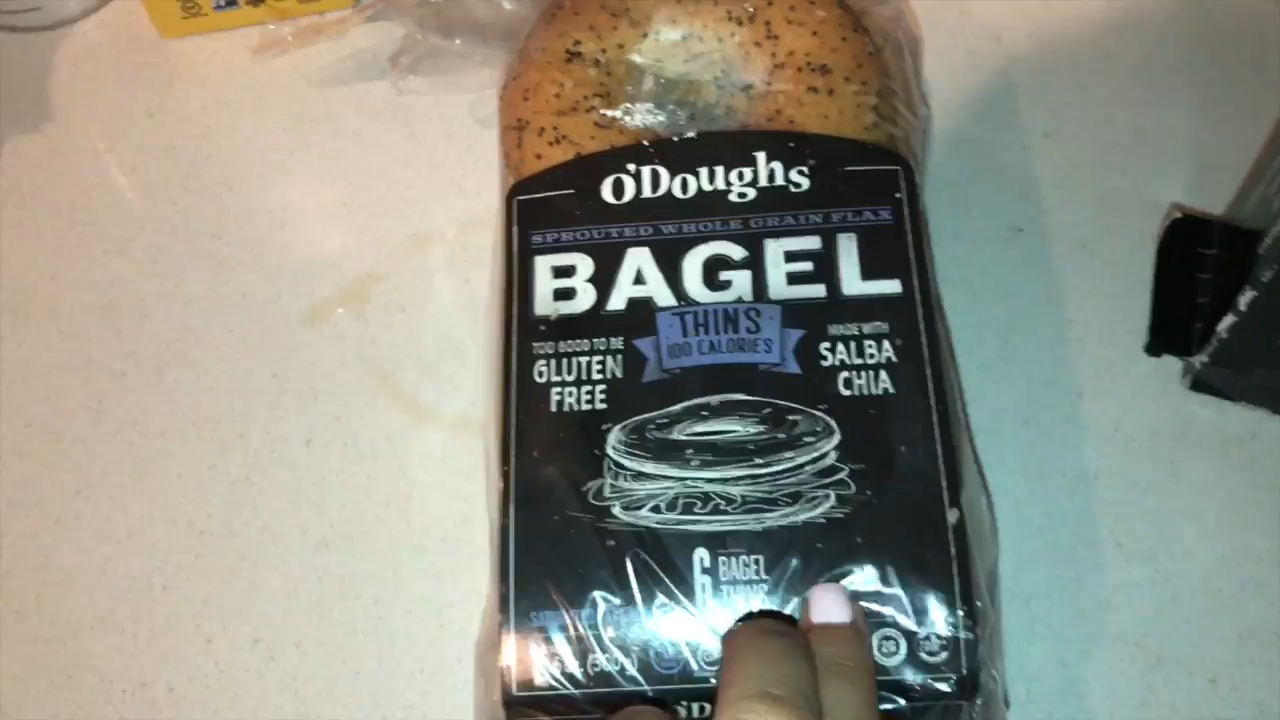 O'Doughs
SPROUTED WHOLE GRAIN FLAX
BAGEL
THINS
100 CALORIES
TOO GOOD TO BE
GLUTEN
FREE
MADE WITH
SALBA
CHIA
6 BAGEL
THINS